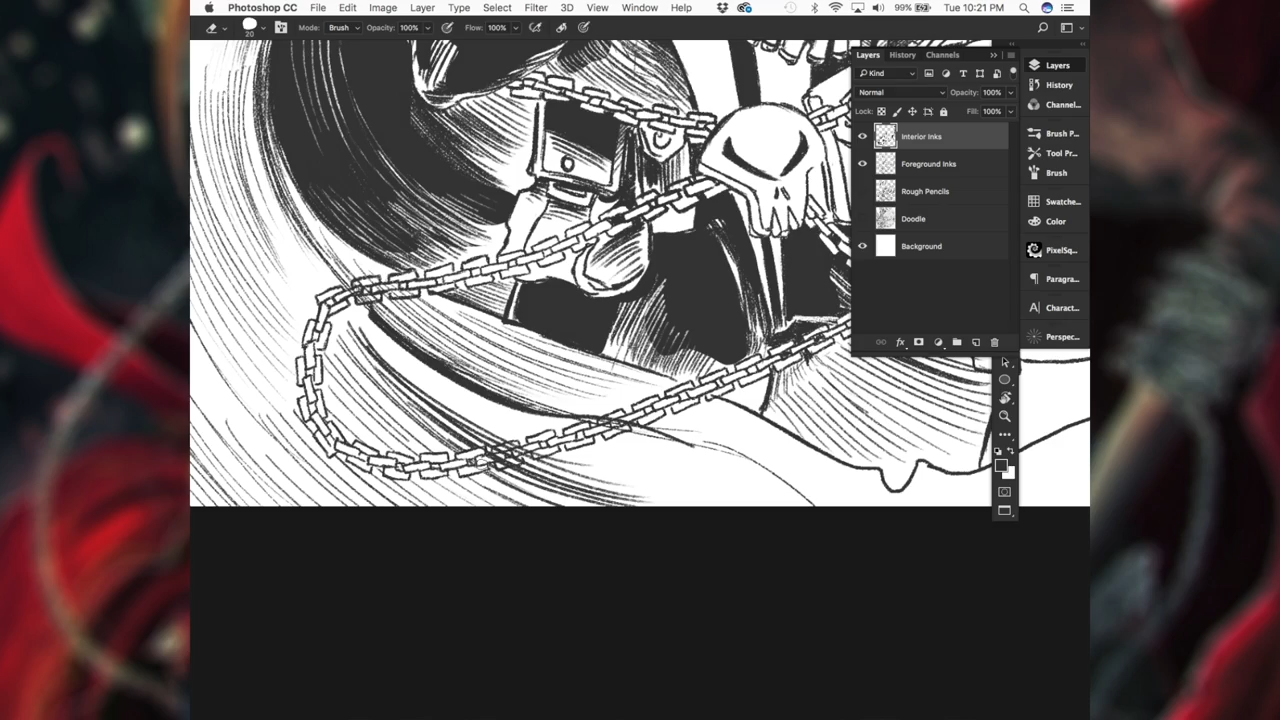 Photoshop CC File Edit Image Layer Type Select Filter 3D View Window Help 99% Tue 10:21 PM
20 Mode: Brush Opacity: 100% Flow: 100%
Layers History Channels
Kind
Normal Opacity: 100%
Lock: Fill: 100%
Interior Inks
Foreground Inks
Rough Pencils
Doodle
Background
fx
Layers
History
Channel...
Brush P...
Tool Pr...
Brush
Swatche...
Color
PixelSq...
Paragra...
Charact...
Perspec...